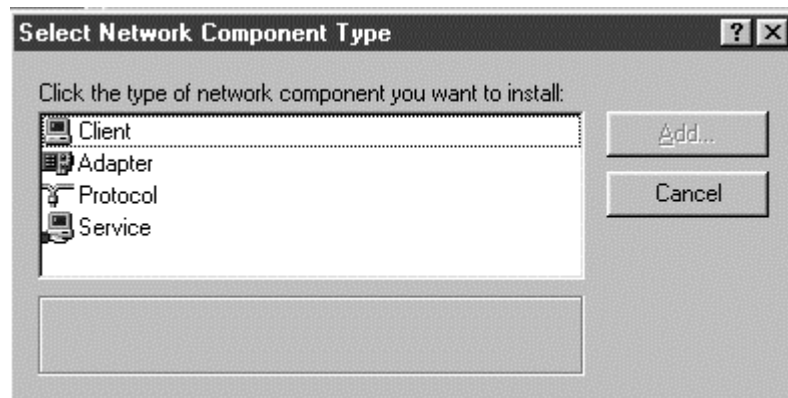 Select Network Component Type
Click the type of network component you want to install:
Client
Adapter
Protocol
Service
Add...
Cancel